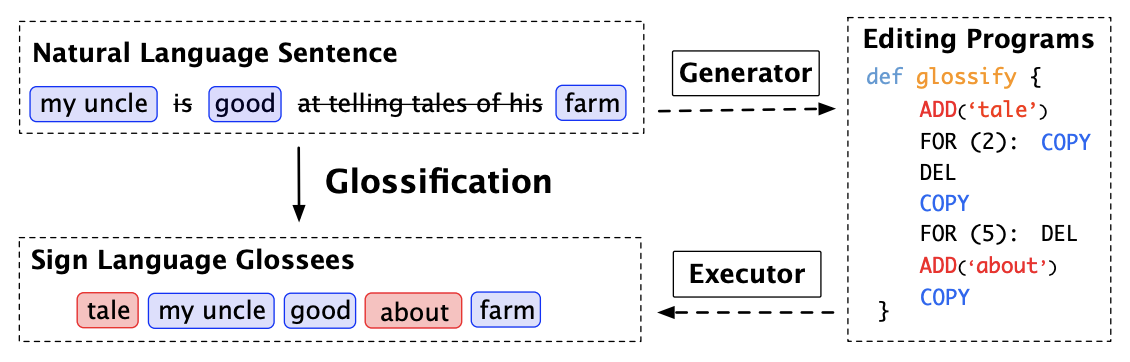 Natural Language Sentence
my uncle is good at telling tales of his farm
Generator
Editing Programs
def glossify {
ADD(‘tale’)
FOR (2): COPY
DEL
COPY
FOR (5): DEL
ADD(‘about’)
COPY
}
Glossification
Executor
Sign Language Glossees
tale my uncle good about farm